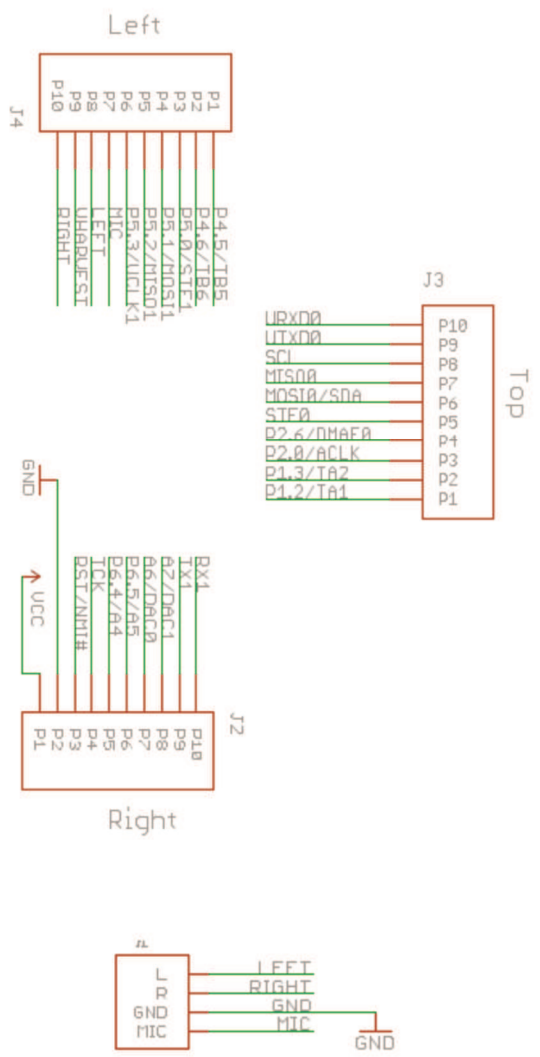 Left
J4
P10
P9
P8
P7
P6
P5
P4
P3
P2
P1
RIGHT
VHARVEST
LEFT
MIC
P5.3/UCLK1
P5.2/MISO1
P5.1/MOSI1
P5.0/STE1
P4.6/TB6
P4.5/TB5
J3
Top
URXD0 P10
UTXD0 P9
SCL P8
MISO0 P7
MOSI0/SDA P6
STE0 P5
P2.6/DMAE0 P4
P2.0/ACLK P3
P1.3/TA2 P2
P1.2/TA1 P1
GND
VCC
RST/NMI#
TCK
P6.4/A4
P6.5/A5
A6/DAC0
A7/DAC1
TX1
RX1
J2
P1
P2
P3
P4
P5
P6
P7
P8
P9
P10
Right
L LEFT
R RIGHT
GND GND
MIC MIC
GND